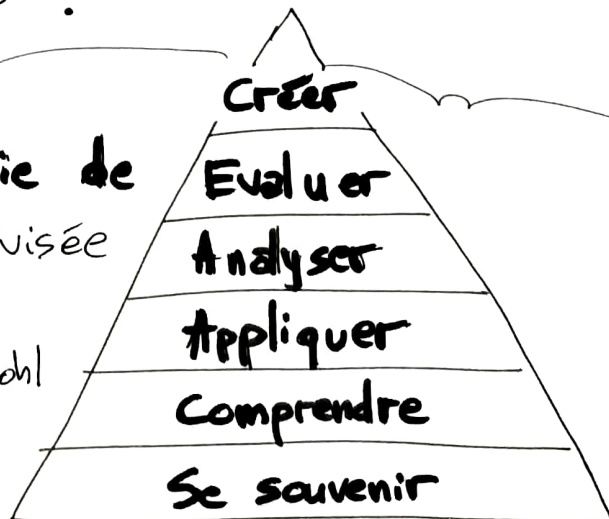 Créer
ie de
Evaluer
visée
Analyser
Appliquer
ohl
Comprendre
Se souvenir